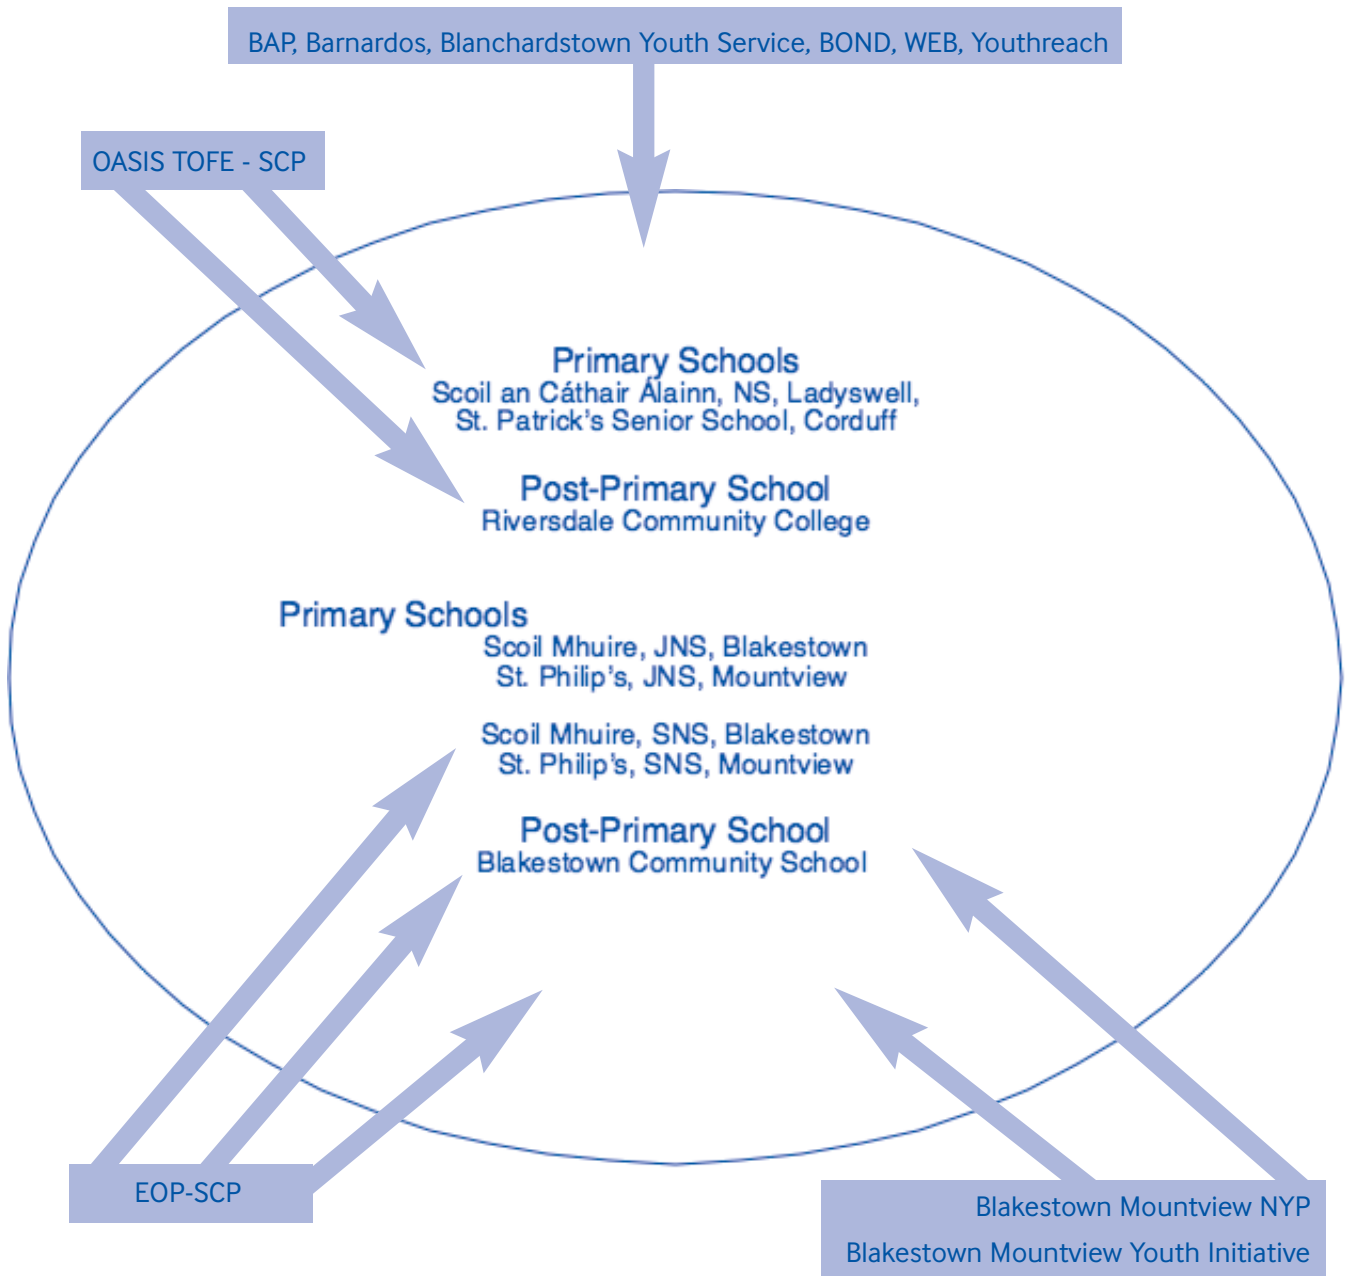 BAP, Barnardos, Blanchardstown Youth Service, BOND, WEB, Youthreach
OASIS TOFE - SCP
Primary Schools
Scoil an Cáthair Álainn, NS, Ladyswell,
St. Patrick's Senior School, Corduff
Post-Primary School
Riversdale Community College
Primary Schools
Scoil Mhuire, JNS, Blakestown
St. Philip's, JNS, Mountview
Scoil Mhuire, SNS, Blakestown
St. Philip's, SNS, Mountview
Post-Primary School
Blakestown Community School
EOP-SCP
Blakestown Mountview NYP
Blakestown Mountview Youth Initiative